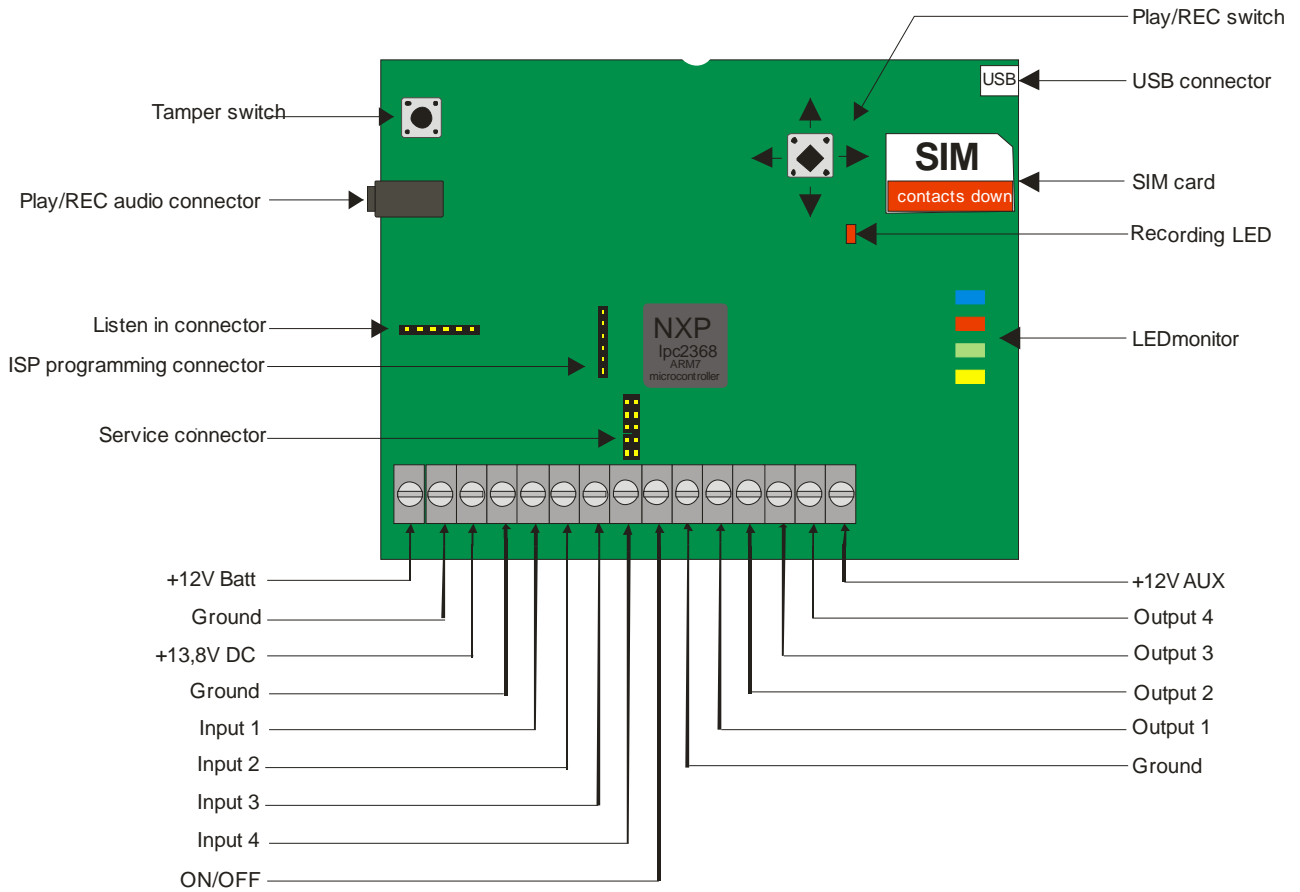 Play/REC switch
USB
USB connector
Tamper switch
SIM
contacts down
SIM card
Play/REC audio connector
Recording LED
Listen in connector
ISP programming connector
NXP
lpc2368
ARM7
microcontroller
LEDmonitor
Service connector
+12V Batt
Ground
+13,8V DC
Ground
Input 1
Input 2
Input 3
Input 4
ON/OFF
+12V AUX
Output 4
Output 3
Output 2
Output 1
Ground